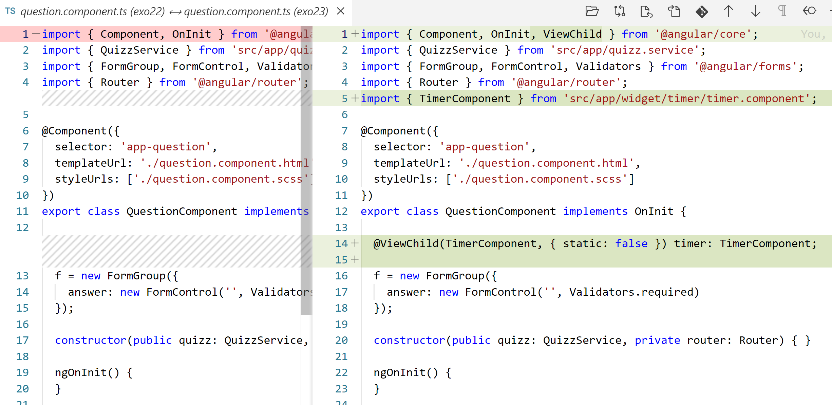 TS question.component.ts (exo22) ↔ question.component.ts (exo23) ×
1 − import { Component, OnInit } from '@angul
2 import { QuizzService } from 'src/app/qui
3 import { FormGroup, FormControl, Validato
4 import { Router } from '@angular/router';
5
6 @Component({
7 selector: 'app-question',
8 templateUrl: './question.component.html
9 styleUrls: ['./question.component.scss'
10 })
11 export class QuestionComponent implements
12
13 f = new FormGroup({
14 answer: new FormControl('', Validators
15 });
16
17 constructor(public quizz: QuizzService,
18
19 ngOnInit() {
20 }
21
1 + import { Component, OnInit, ViewChild } from '@angular/core'; You,
2 import { QuizzService } from 'src/app/quizz.service';
3 import { FormGroup, FormControl, Validators } from '@angular/forms';
4 import { Router } from '@angular/router';
5 + import { TimerComponent } from 'src/app/widget/timer/timer.component';
6
7 @Component({
8 selector: 'app-question',
9 templateUrl: './question.component.html',
10 styleUrls: ['./question.component.scss']
11 })
12 export class QuestionComponent implements OnInit {
13
14 + @ViewChild(TimerComponent, { static: false }) timer: TimerComponent;
15 +
16 f = new FormGroup({
17 answer: new FormControl('', Validators.required)
18 });
19
20 constructor(public quizz: QuizzService, private router: Router) { }
21
22 ngOnInit() {
23 }
24